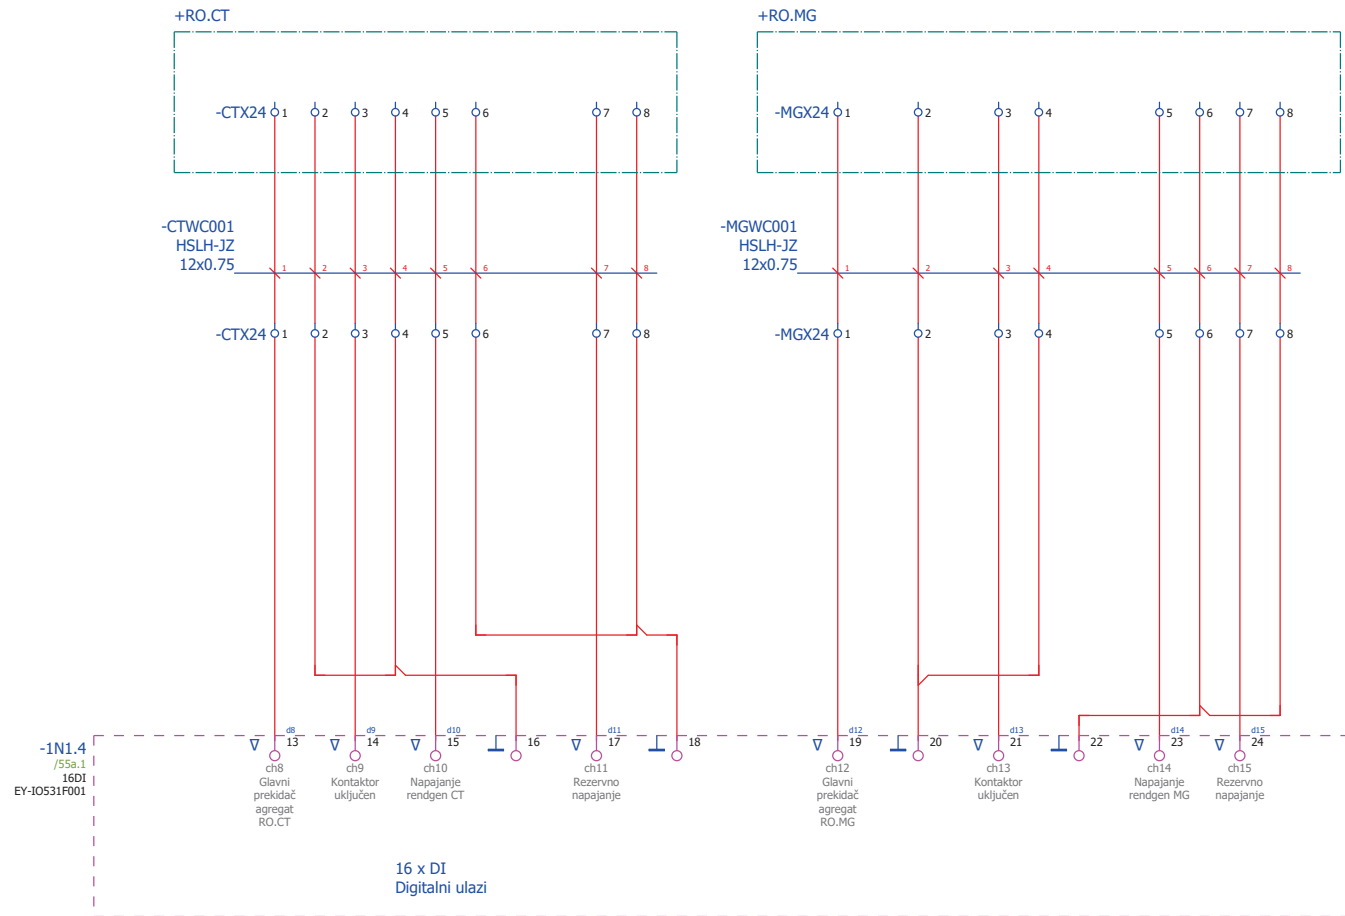 +RO.CT
+RO.MG
-CTX24 1 2 3 4 5 6 7 8
-MGX24 1 2 3 4 5 6 7 8
-CTWC001
HSLH-JZ
12x0.75
1 2 3 4 5 6 7 8
-MGWC001
HSLH-JZ
12x0.75
1 2 3 4 5 6 7 8
-CTX24 1 2 3 4 5 6 7 8
-MGX24 1 2 3 4 5 6 7 8
-1N1.4
/55a.1
16DI
EY-IO531F001
d8 d9 d10 d11 d12 d13 d14 d15
13 14 15 16 17 18 19 20 21 22 23 24
ch8
Glavni
prekidač
agregat
RO.CT
ch9
Kontaktor
uključen
ch10
Napajanje
rendgen CT
ch11
Rezervno
napajanje
ch12
Glavni
prekidač
agregat
RO.MG
ch13
Kontaktor
uključen
ch14
Napajanje
rendgen MG
ch15
Rezervno
napajanje
16 x DI
Digitalni ulazi